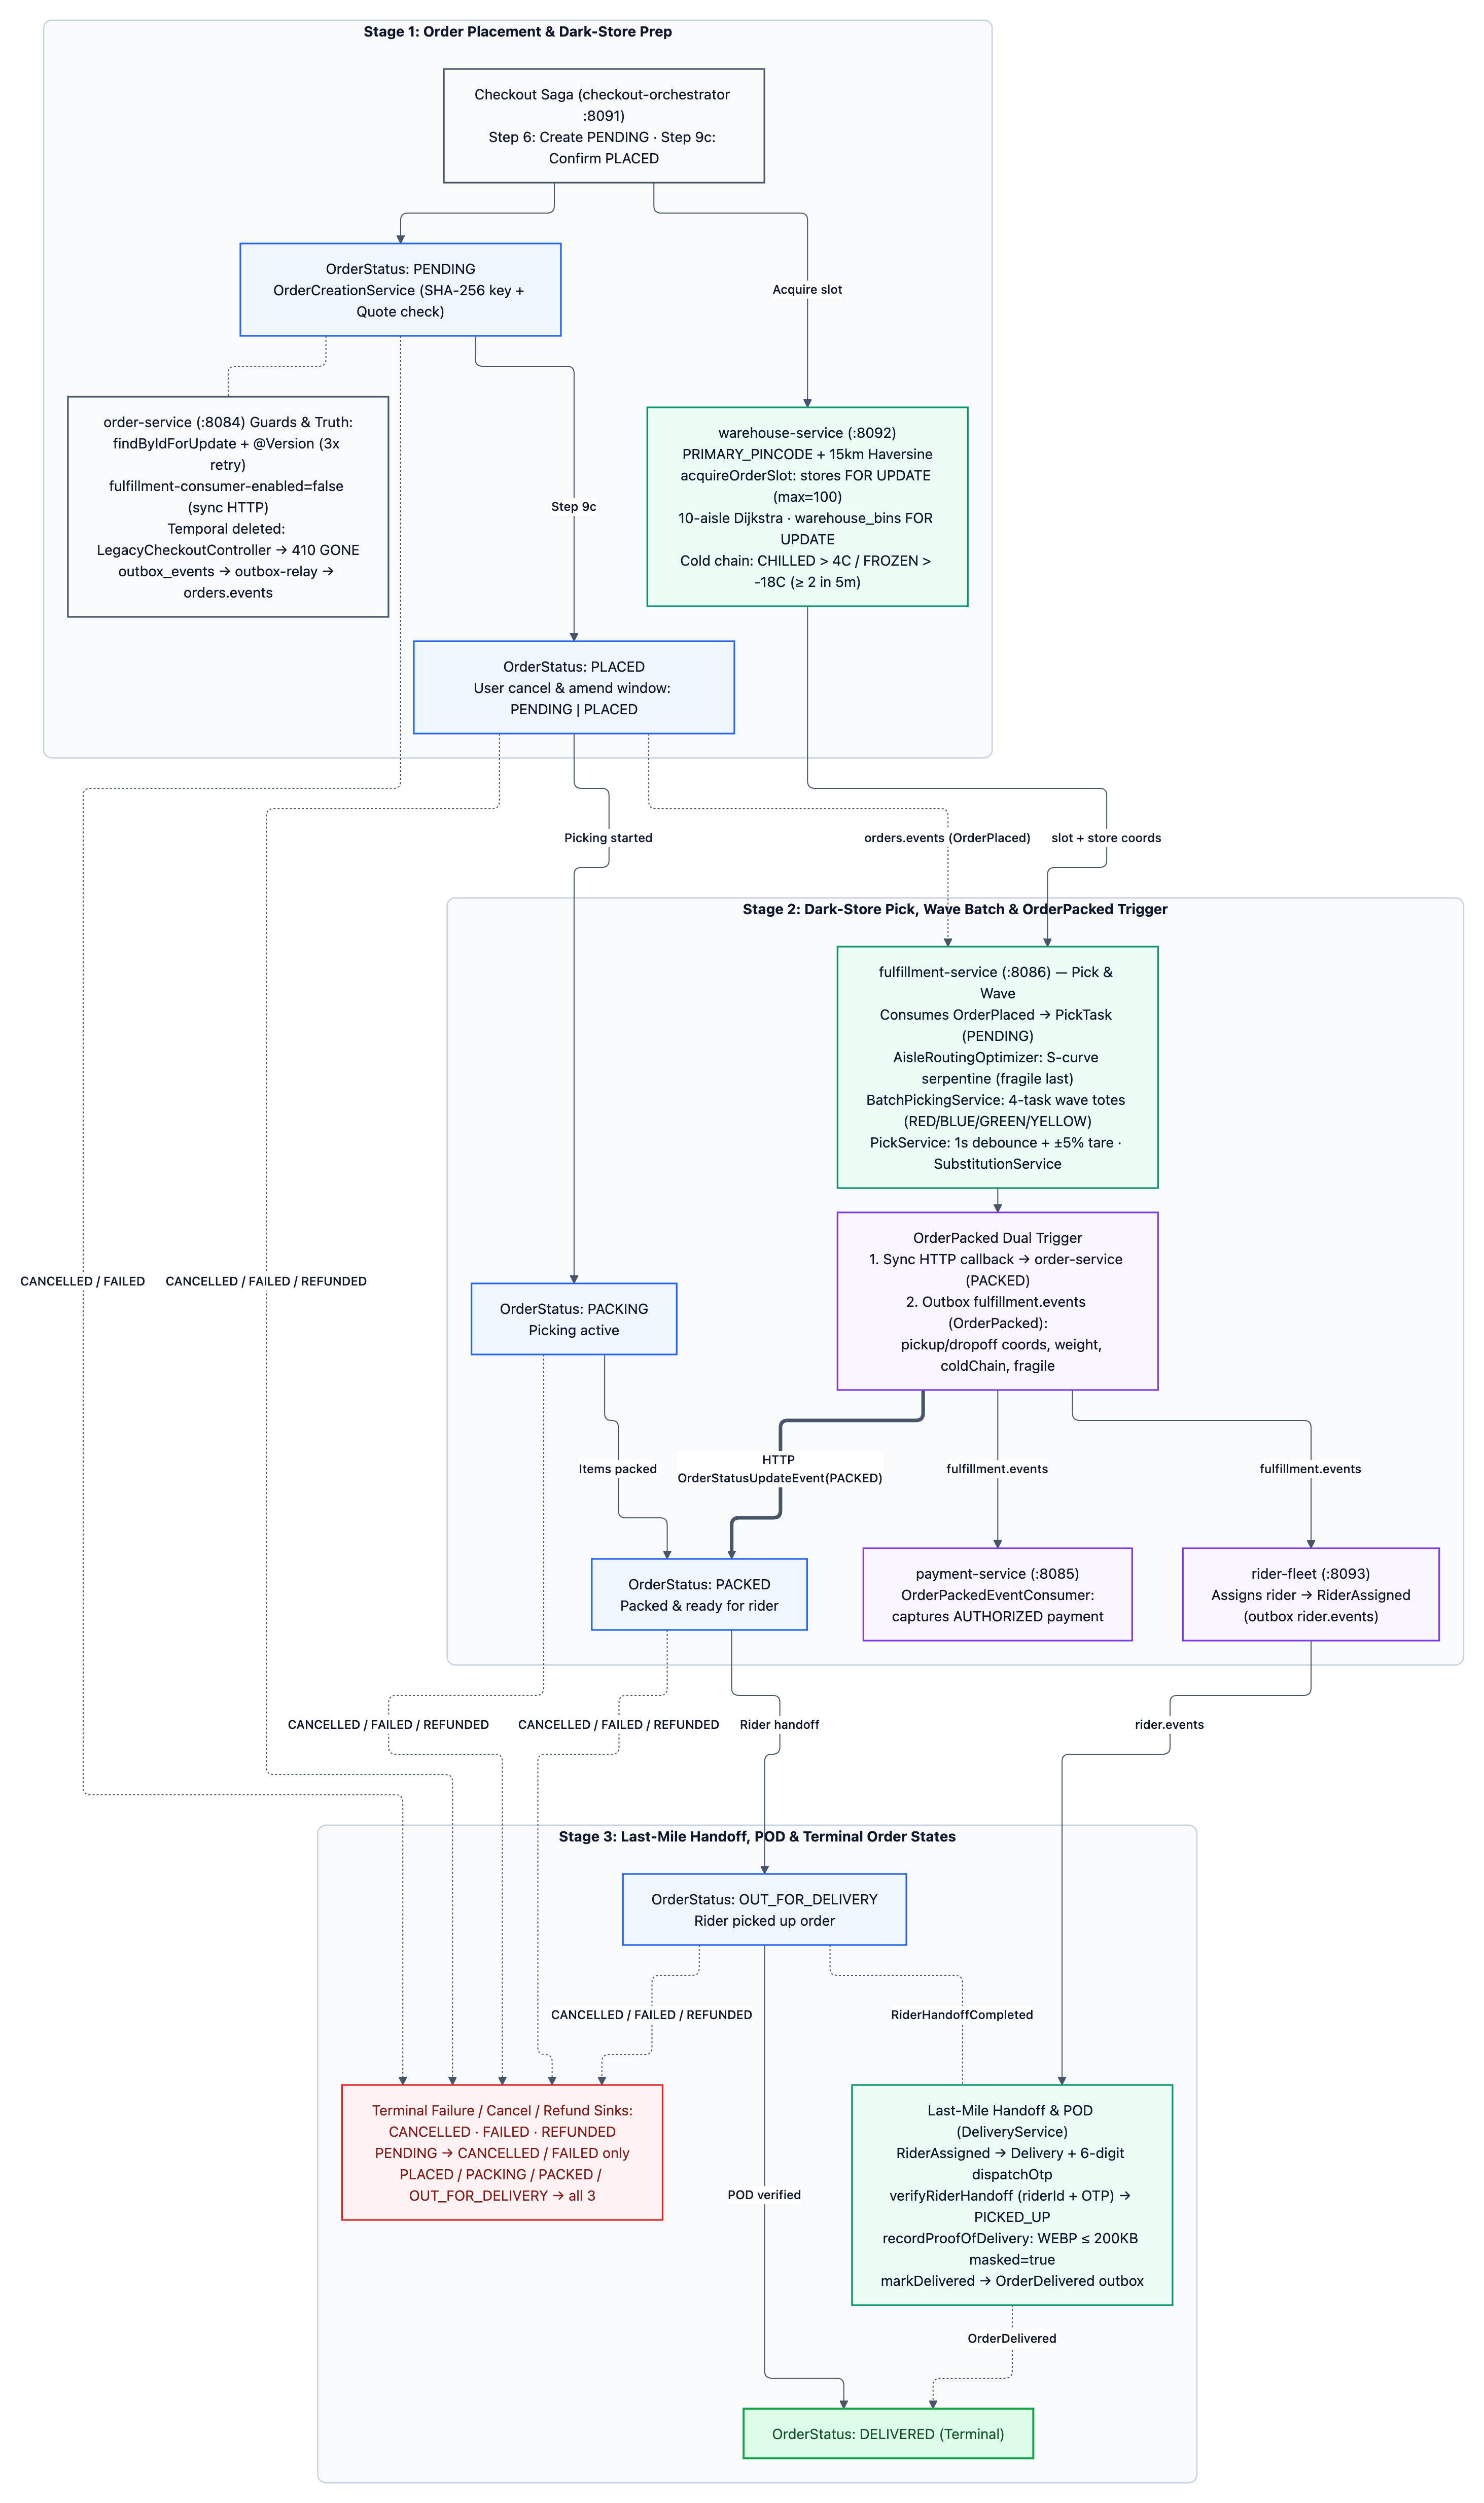 Stage 1: Order Placement & Dark-Store Prep
Checkout Saga (checkout-orchestrator
:8091)
Step 6: Create PENDING · Step 9c:
Confirm PLACED
OrderStatus: PENDING
OrderCreationService (SHA-256 key +
Quote check)
Acquire slot
order-service (:8084) Guards & Truth:
findByIdForUpdate + @Version (3x
retry)
fulfillment-consumer-enabled=false
(sync HTTP)
Temporal deleted:
LegacyCheckoutController → 410 GONE
outbox_events → outbox-relay →
orders.events
Step 9c
warehouse-service (:8092)
PRIMARY_PINCODE + 15km Haversine
acquireOrderSlot: stores FOR UPDATE
(max=100)
10-aisle Dijkstra · warehouse_bins FOR
UPDATE
Cold chain: CHILLED > 4C / FROZEN >
-18C (≥ 2 in 5m)
OrderStatus: PLACED
User cancel & amend window:
PENDING | PLACED
Picking started
orders.events (OrderPlaced)
slot + store coords
Stage 2: Dark-Store Pick, Wave Batch & OrderPacked Trigger
fulfillment-service (:8086) — Pick &
Wave
Consumes OrderPlaced → PickTask
(PENDING)
AisleRoutingOptimizer: S-curve
serpentine (fragile last)
BatchPickingService: 4-task wave totes
(RED/BLUE/GREEN/YELLOW)
PickService: 1s debounce + ±5% tare ·
SubstitutionService
OrderPacked Dual Trigger
1. Sync HTTP callback → order-service
(PACKED)
2. Outbox fulfillment.events
(OrderPacked):
pickup/dropoff coords, weight,
coldChain, fragile
CANCELLED / FAILED
CANCELLED / FAILED / REFUNDED
OrderStatus: PACKING
Picking active
Items packed
HTTP
OrderStatusUpdateEvent(PACKED)
fulfillment.events
fulfillment.events
OrderStatus: PACKED
Packed & ready for rider
payment-service (:8085)
OrderPackedEventConsumer:
captures AUTHORIZED payment
rider-fleet (:8093)
Assigns rider → RiderAssigned
(outbox rider.events)
CANCELLED / FAILED / REFUNDED
CANCELLED / FAILED / REFUNDED
Rider handoff
rider.events
Stage 3: Last-Mile Handoff, POD & Terminal Order States
OrderStatus: OUT_FOR_DELIVERY
Rider picked up order
CANCELLED / FAILED / REFUNDED
RiderHandoffCompleted
Terminal Failure / Cancel / Refund Sinks:
CANCELLED · FAILED · REFUNDED
PENDING → CANCELLED / FAILED only
PLACED / PACKING / PACKED /
OUT_FOR_DELIVERY → all 3
POD verified
Last-Mile Handoff & POD
(DeliveryService)
RiderAssigned → Delivery + 6-digit
dispatchOtp
verifyRiderHandoff (riderId + OTP) →
PICKED_UP
recordProofOfDelivery: WEBP ≤ 200KB
masked=true
markDelivered → OrderDelivered outbox
OrderDelivered
OrderStatus: DELIVERED (Terminal)